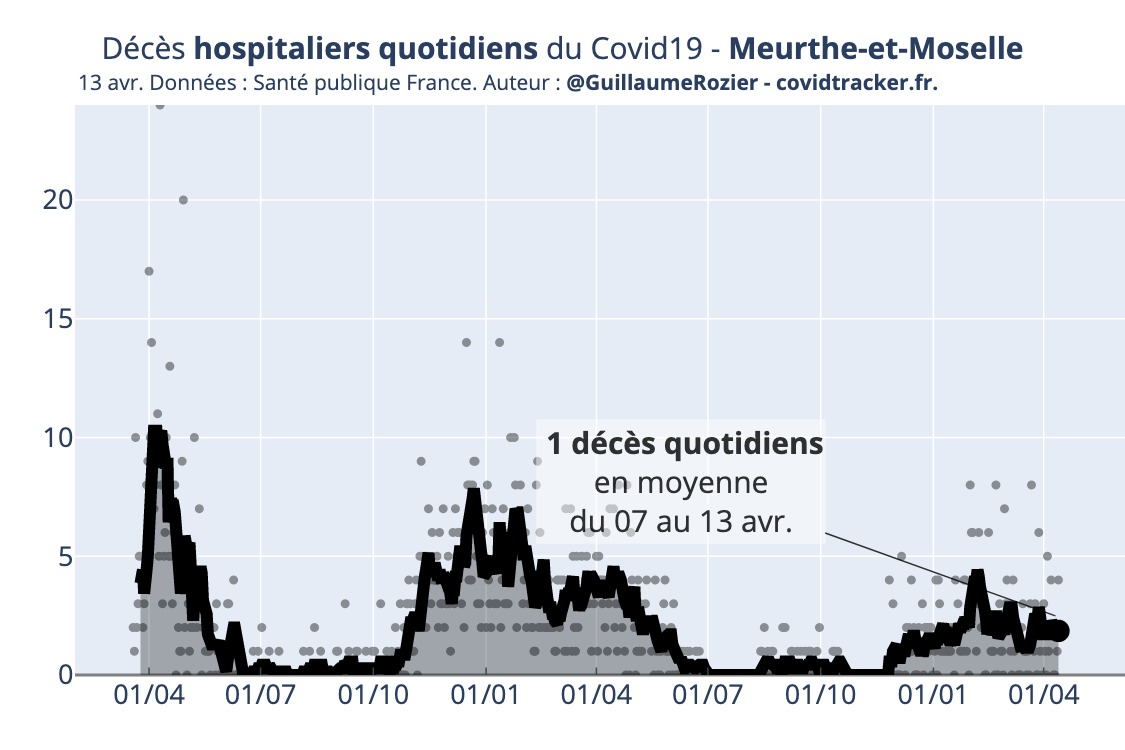 Décès hospitaliers quotidiens du Covid19 - Meurthe-et-Moselle
13 avr. Données : Santé publique France. Auteur : @GuillaumeRozier - covidtracker.fr.
20
15
10
1 décès quotidiens
en moyenne
du 07 au 13 avr.
5
0
01/04 01/07 01/10 01/01 01/04 01/07 01/10 01/01 01/04